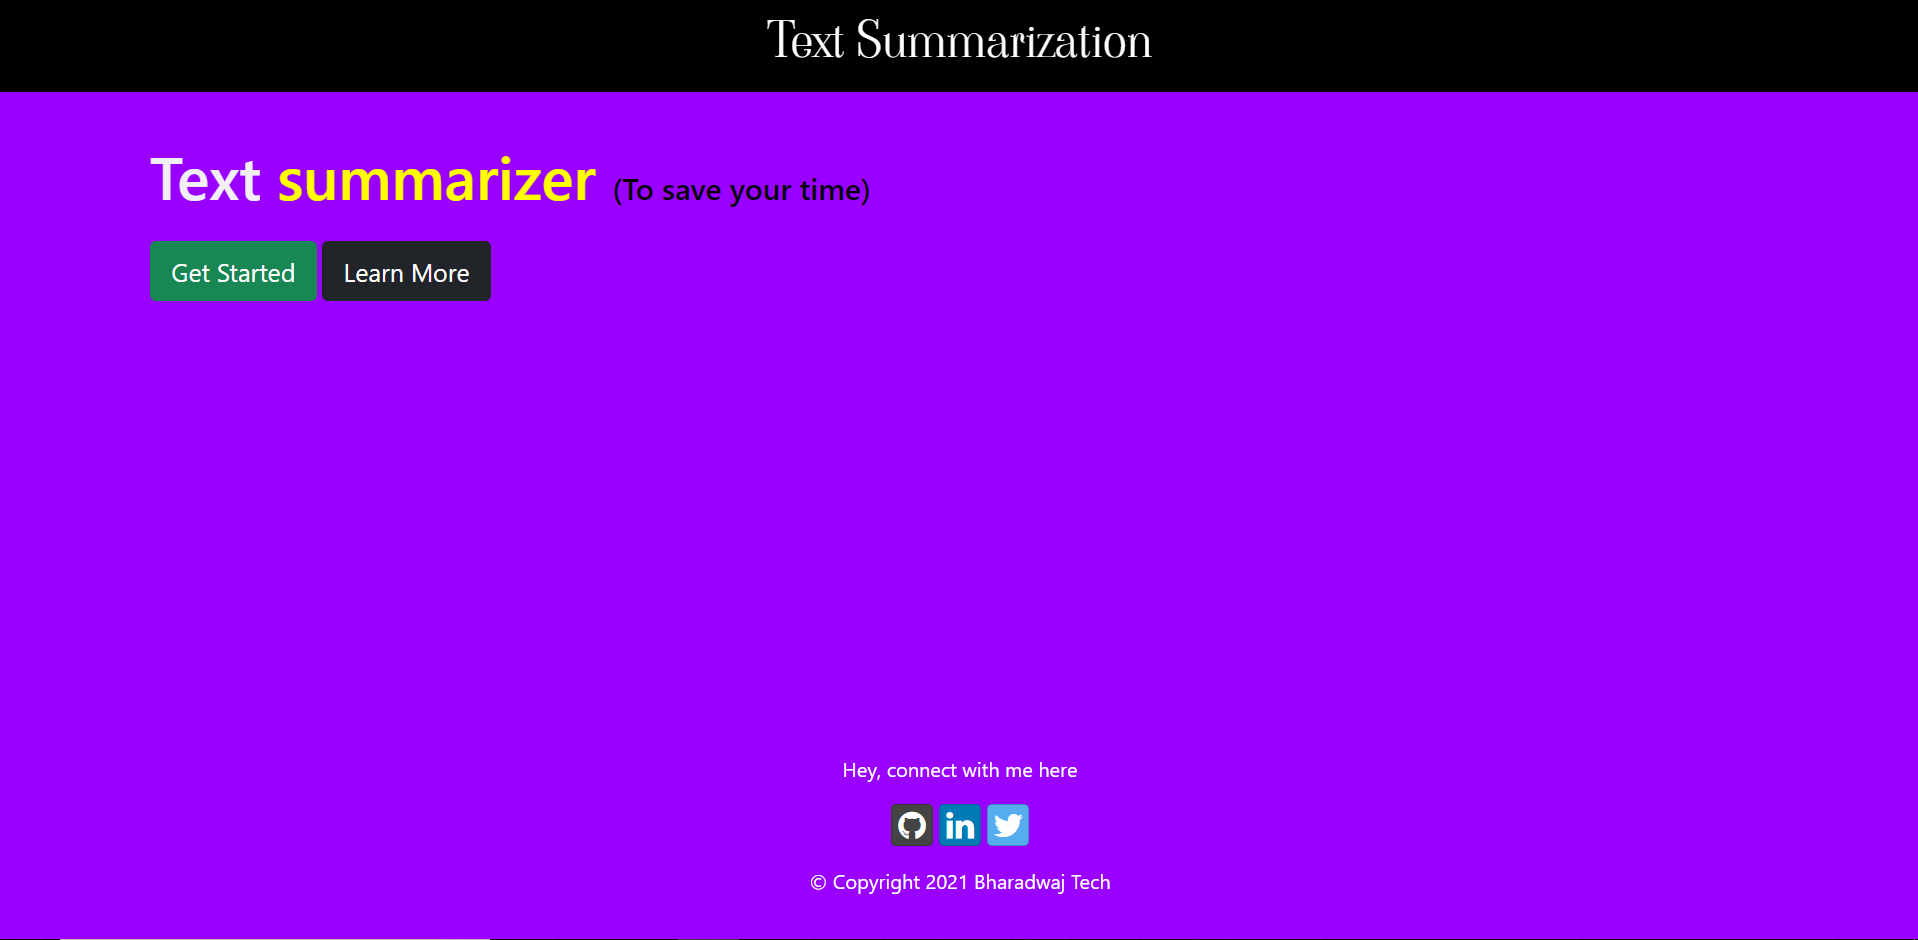 Text Summarization
Text summarizer (To save your time)
Get Started Learn More
Hey, connect with me here
in
© Copyright 2021 Bharadwaj Tech